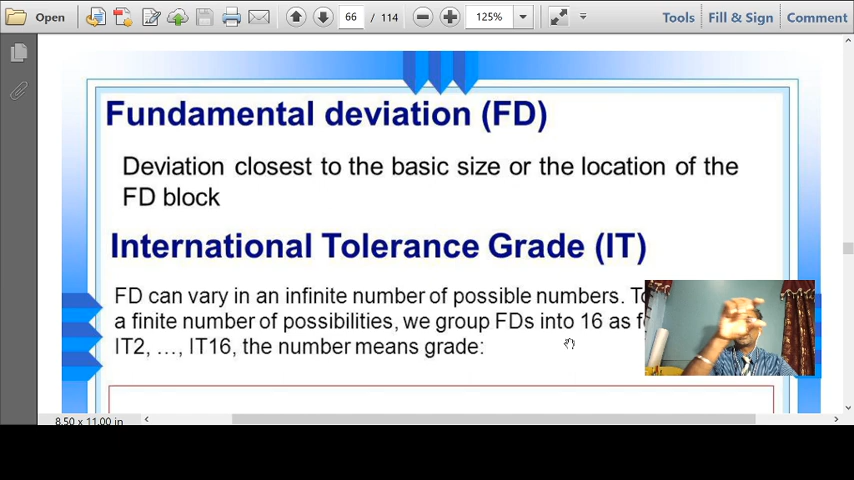 Open
66 / 114
125%
Tools
Fill & Sign
Comment
Fundamental deviation (FD)
Deviation closest to the basic size or the location of the
FD block
International Tolerance Grade (IT)
FD can vary in an infinite number of possible numbers.
a finite number of possibilities, we group FDs into 16 as
IT2, …, IT16, the number means grade:
8.50 x 11.00 in